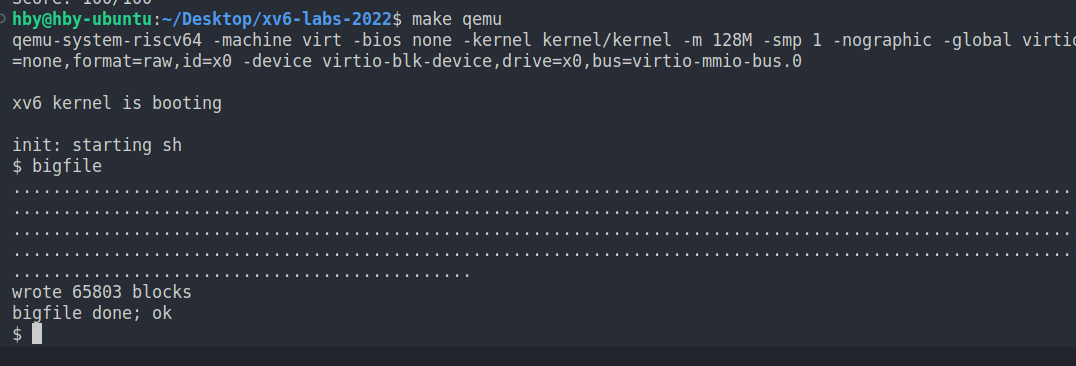 Score: 100/100
hby@hby-ubuntu:~/Desktop/xv6-labs-2022$ make qemu
qemu-system-riscv64 -machine virt -bios none -kernel kernel/kernel -m 128M -smp 1 -nographic -global virtio
=none,format=raw,id=x0 -device virtio-blk-device,drive=x0,bus=virtio-mmio-bus.0
xv6 kernel is booting
init: starting sh
$ bigfile
..........................................................................................................
..........................................................................................................
..........................................................................................................
..........................................................................................................
..............................................
wrote 65803 blocks
bigfile done; ok
$